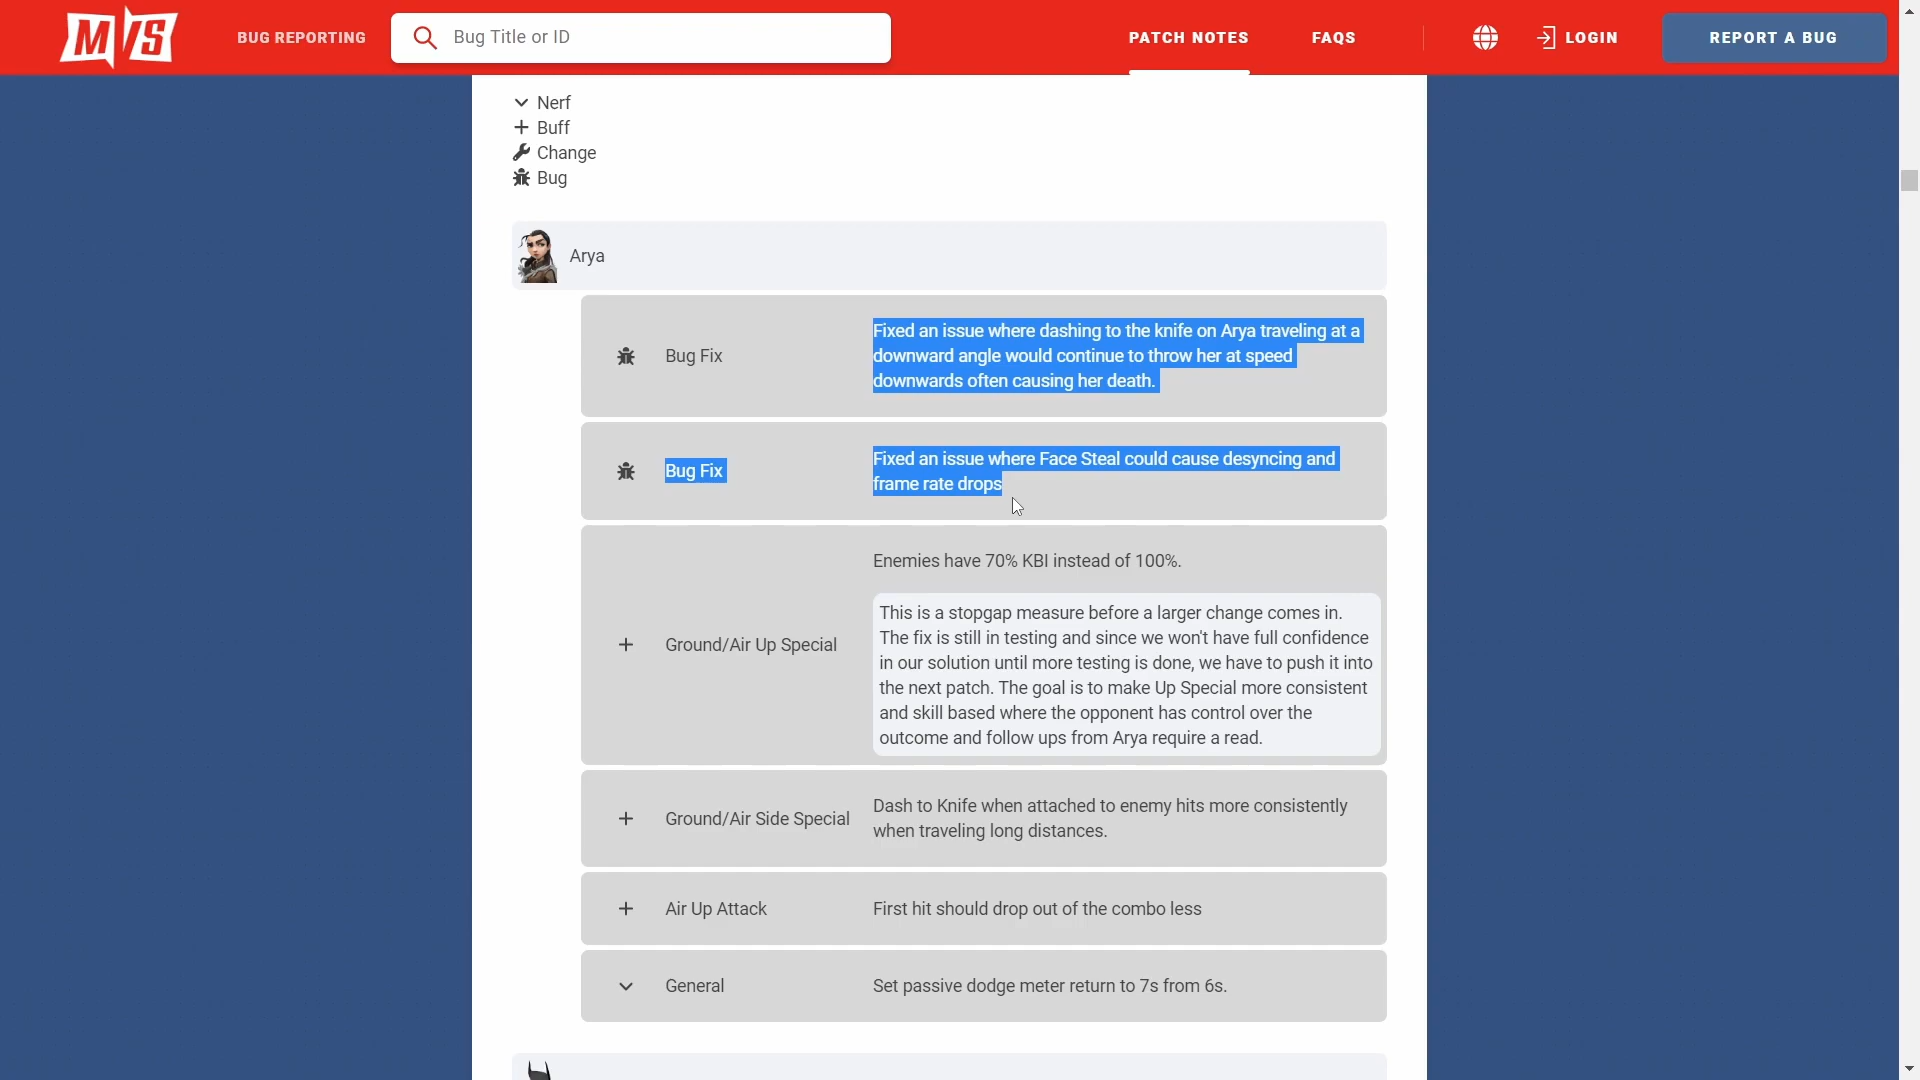 M/S
BUG REPORTING
Bug Title or ID
PATCH NOTES
FAQS
LOGIN
REPORT A BUG
Nerf
Buff
Change
Bug
Arya
Bug Fix
Fixed an issue where dashing to the knife on Arya traveling at a
downward angle would continue to throw her at speed
downwards often causing her death.
Bug Fix
Fixed an issue where Face Steal could cause desyncing and
frame rate drops
Ground/Air Up Special
Enemies have 70% KBI instead of 100%.
This is a stopgap measure before a larger change comes in.
The fix is still in testing and since we won't have full confidence
in our solution until more testing is done, we have to push it into
the next patch. The goal is to make Up Special more consistent
and skill based where the opponent has control over the
outcome and follow ups from Arya require a read.
Ground/Air Side Special
Dash to Knife when attached to enemy hits more consistently
when traveling long distances.
Air Up Attack
First hit should drop out of the combo less
General
Set passive dodge meter return to 7s from 6s.